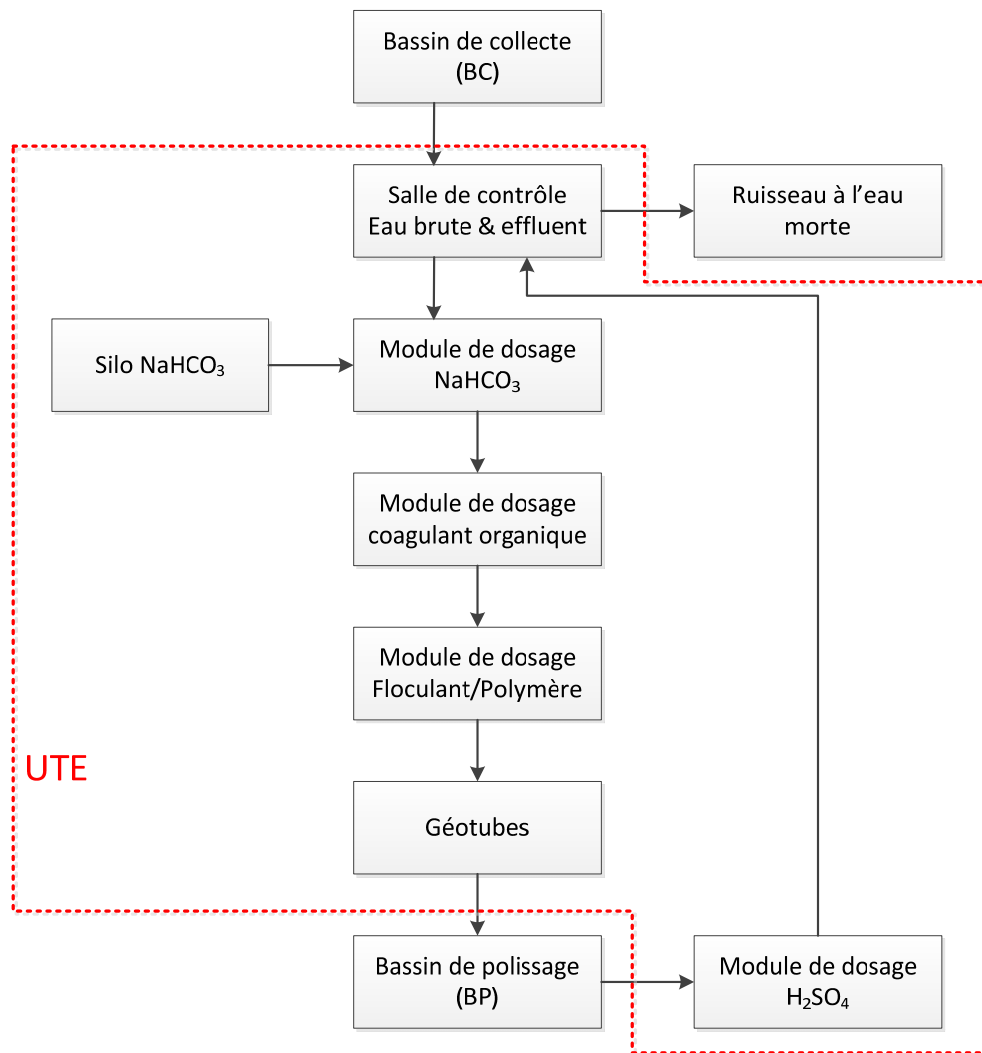 Bassin de collecte
(BC)
Salle de contrôle
Eau brute & effluent
Ruisseau à l’eau
morte
Silo NaHCO₃
Module de dosage
NaHCO₃
Module de dosage
coagulant organique
Module de dosage
Floculant/Polymère
UTE
Géotubes
Bassin de polissage
(BP)
Module de dosage
H₂SO₄